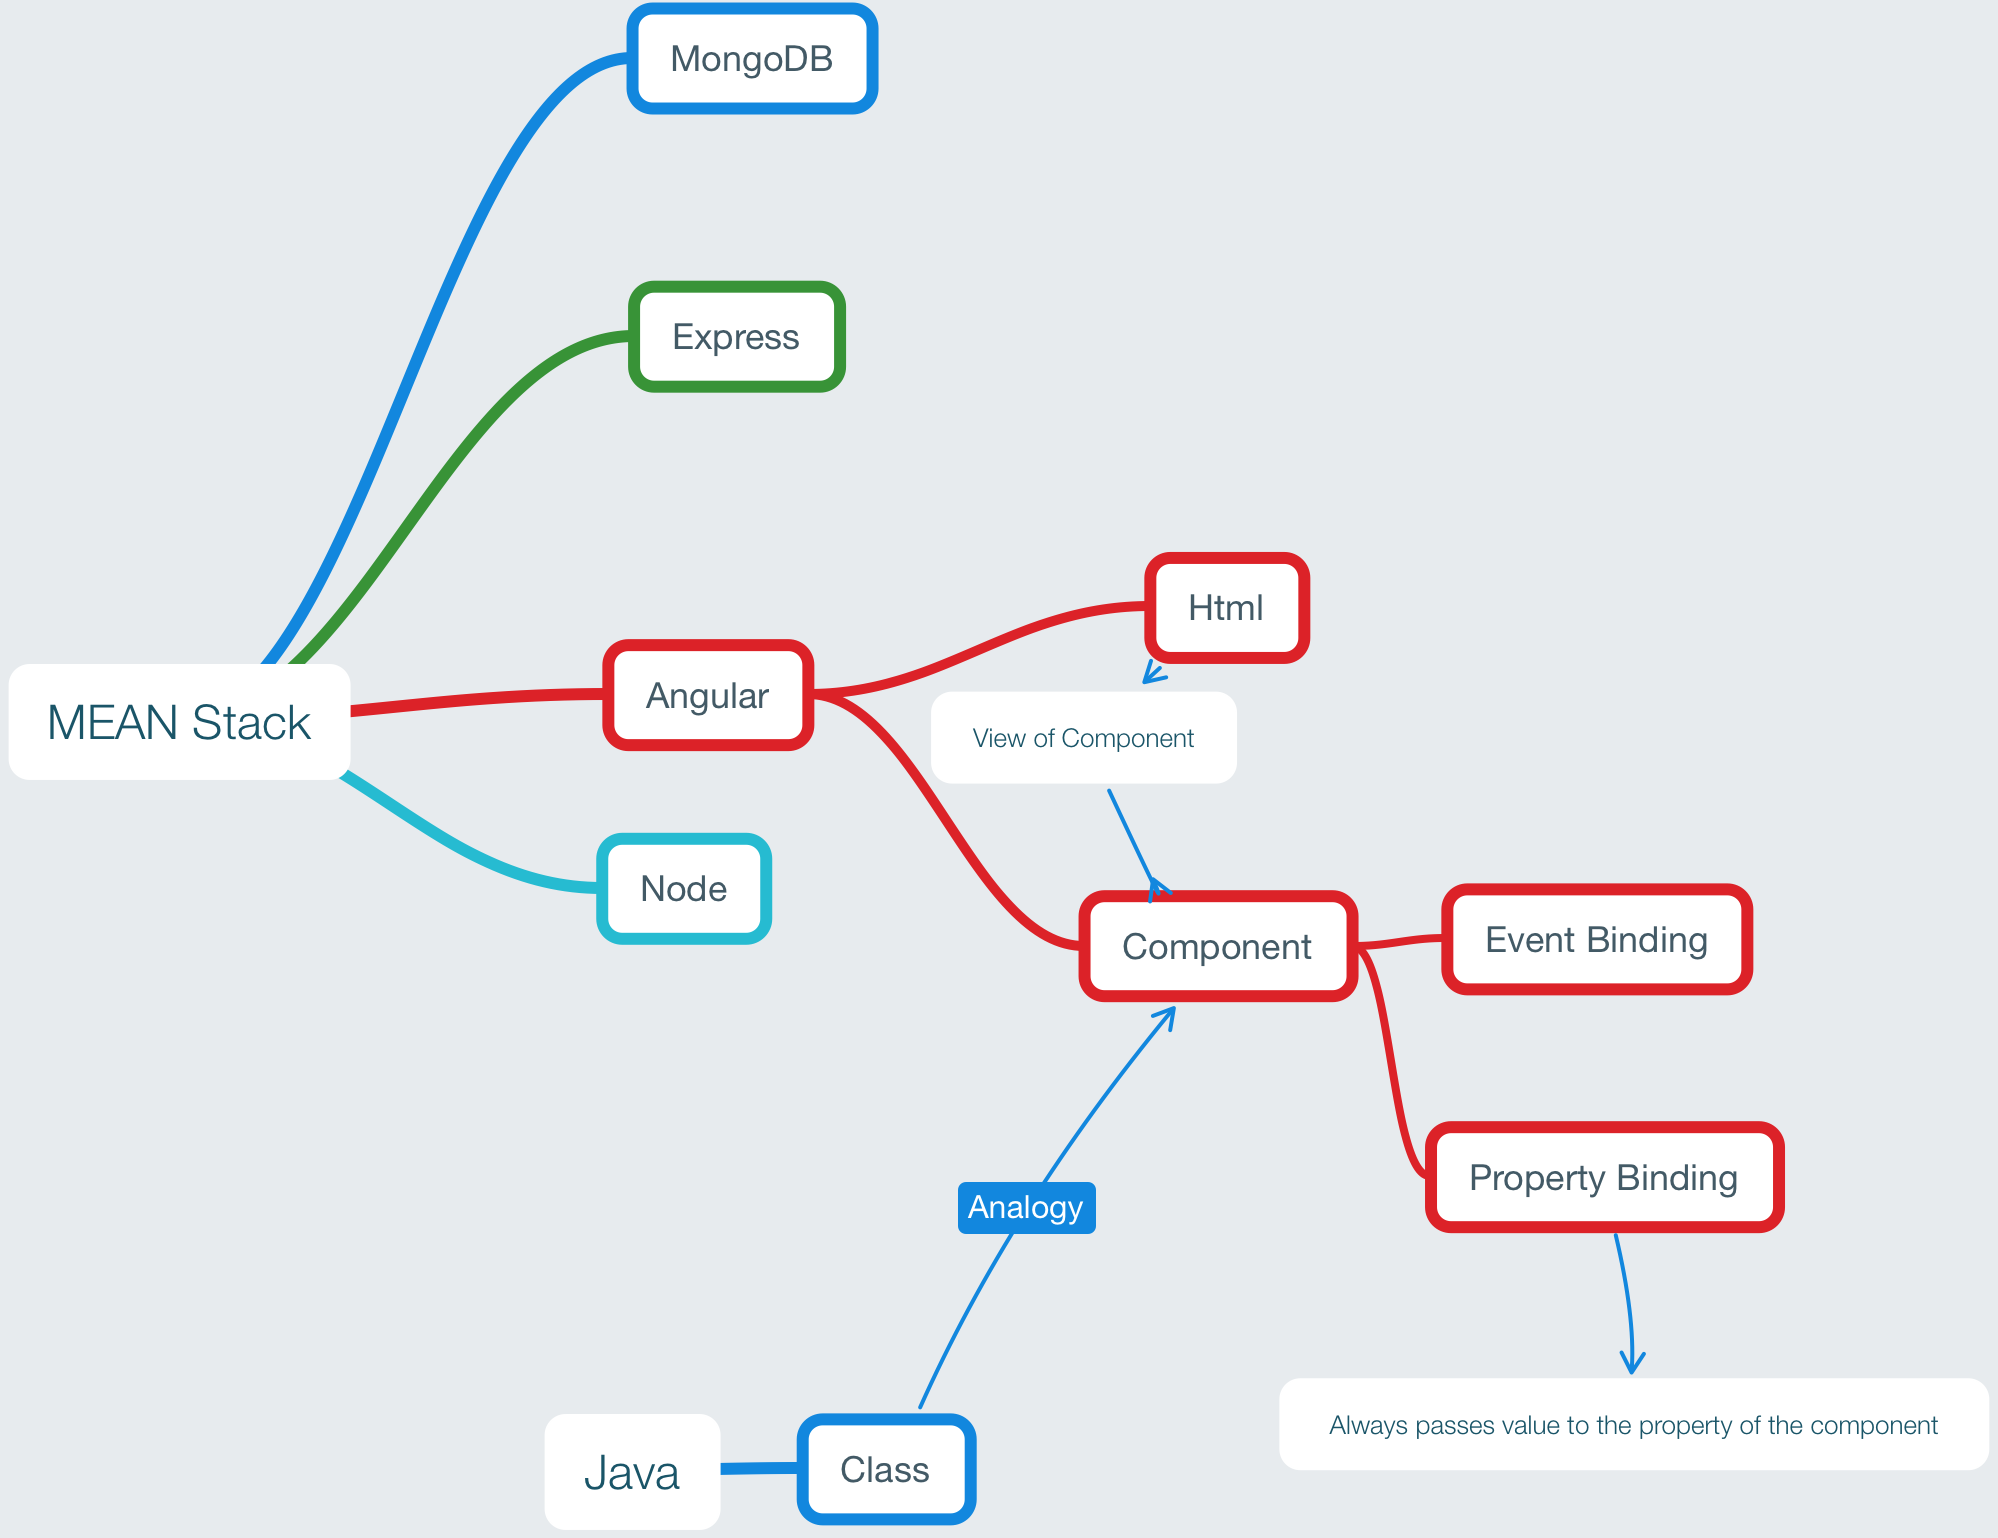 MongoDB
Express
Html
Angular
MEAN Stack
View of Component
Node
Component
Event Binding
Property Binding
Analogy
Always passes value to the property of the component
Java
Class